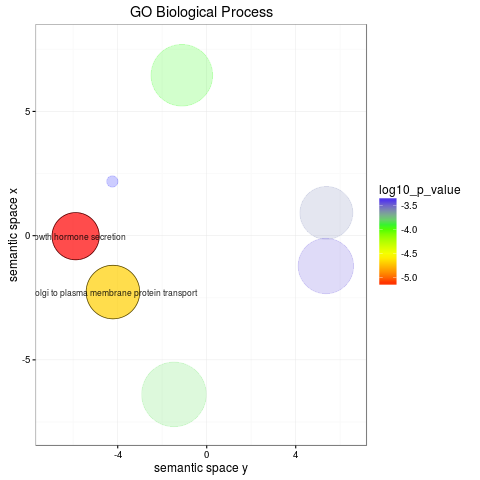 GO Biological Process
semantic space x
5
0
-5
owth hormone secretion
olgi to plasma membrane protein transport
-4
0
4
semantic space y
log10_p_value
-3.5
-4.0
-4.5
-5.0